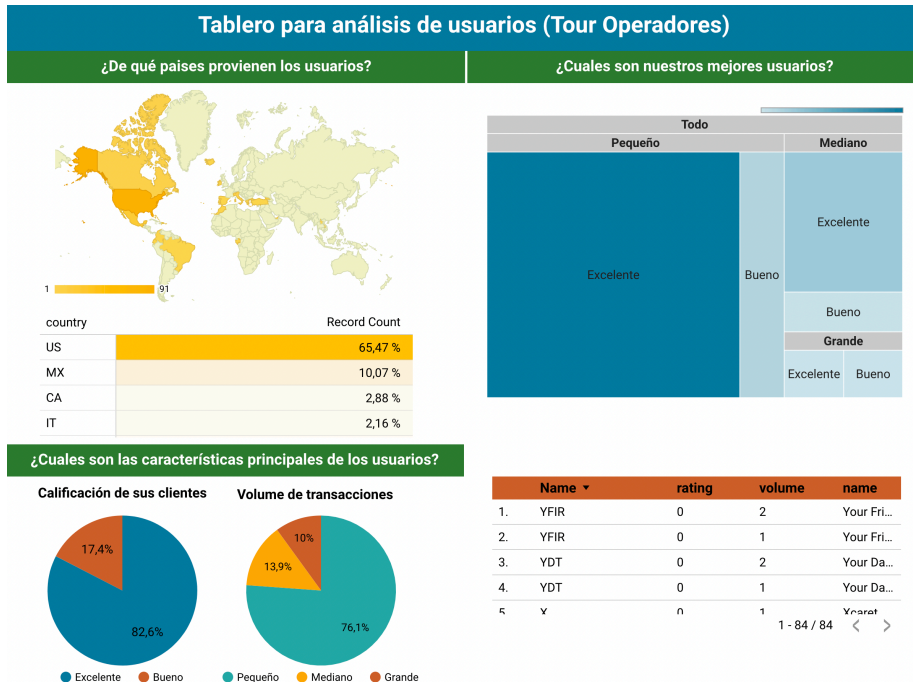 Tablero para análisis de usuarios (Tour Operadores)
¿De qué paises provienen los usuarios?
1 91
country Record Count
US 65,47 %
MX 10,07 %
CA 2,88 %
IT 2,16 %
¿Cuales son nuestros mejores usuarios?
Todo
Pequeño Mediano
Excelente
Bueno
Excelente
Bueno
Grande
Excelente Bueno
¿Cuales son las características principales de los usuarios?
Calificación de sus clientes
17,4%
82,6%
Excelente Bueno
Volume de transacciones
10%
13,9%
76,1%
Pequeño Mediano Grande
Name rating volume name
1. YFIR 0 2 Your Fri...
2. YFIR 0 1 Your Fri...
3. YDT 0 2 Your Da...
4. YDT 0 1 Your Da...
5. X 0 1 Xcaret
1 - 84 / 84